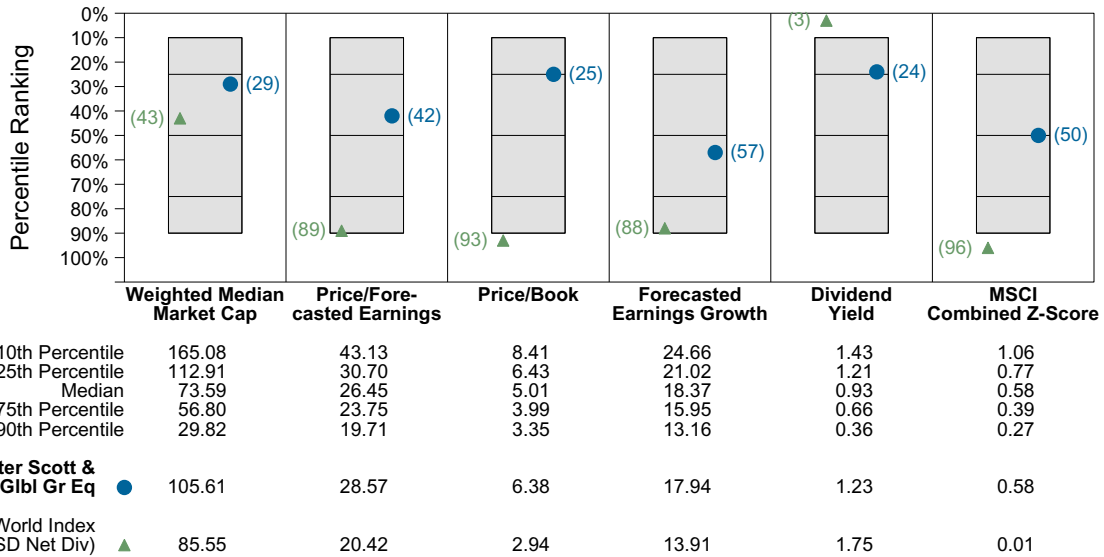 Percentile Ranking
0%
10%
20%
30%
40%
50%
60%
70%
80%
90%
100%
(29)
(43)
(42)
(89)
(25)
(93)
(57)
(88)
(3)
(24)
(50)
(96)
Weighted Median Market Cap
Price/Fore-casted Earnings
Price/Book
Forecasted Earnings Growth
Dividend Yield
MSCI Combined Z-Score
10th Percentile 165.08 43.13 8.41 24.66 1.43 1.06
25th Percentile 112.91 30.70 6.43 21.02 1.21 0.77
Median 73.59 26.45 5.01 18.37 0.93 0.58
75th Percentile 56.80 23.75 3.99 15.95 0.66 0.39
90th Percentile 29.82 19.71 3.35 13.16 0.36 0.27
ter Scott &
Glbl Gr Eq 105.61 28.57 6.38 17.94 1.23 0.58
World Index
SD Net Div) 85.55 20.42 2.94 13.91 1.75 0.01